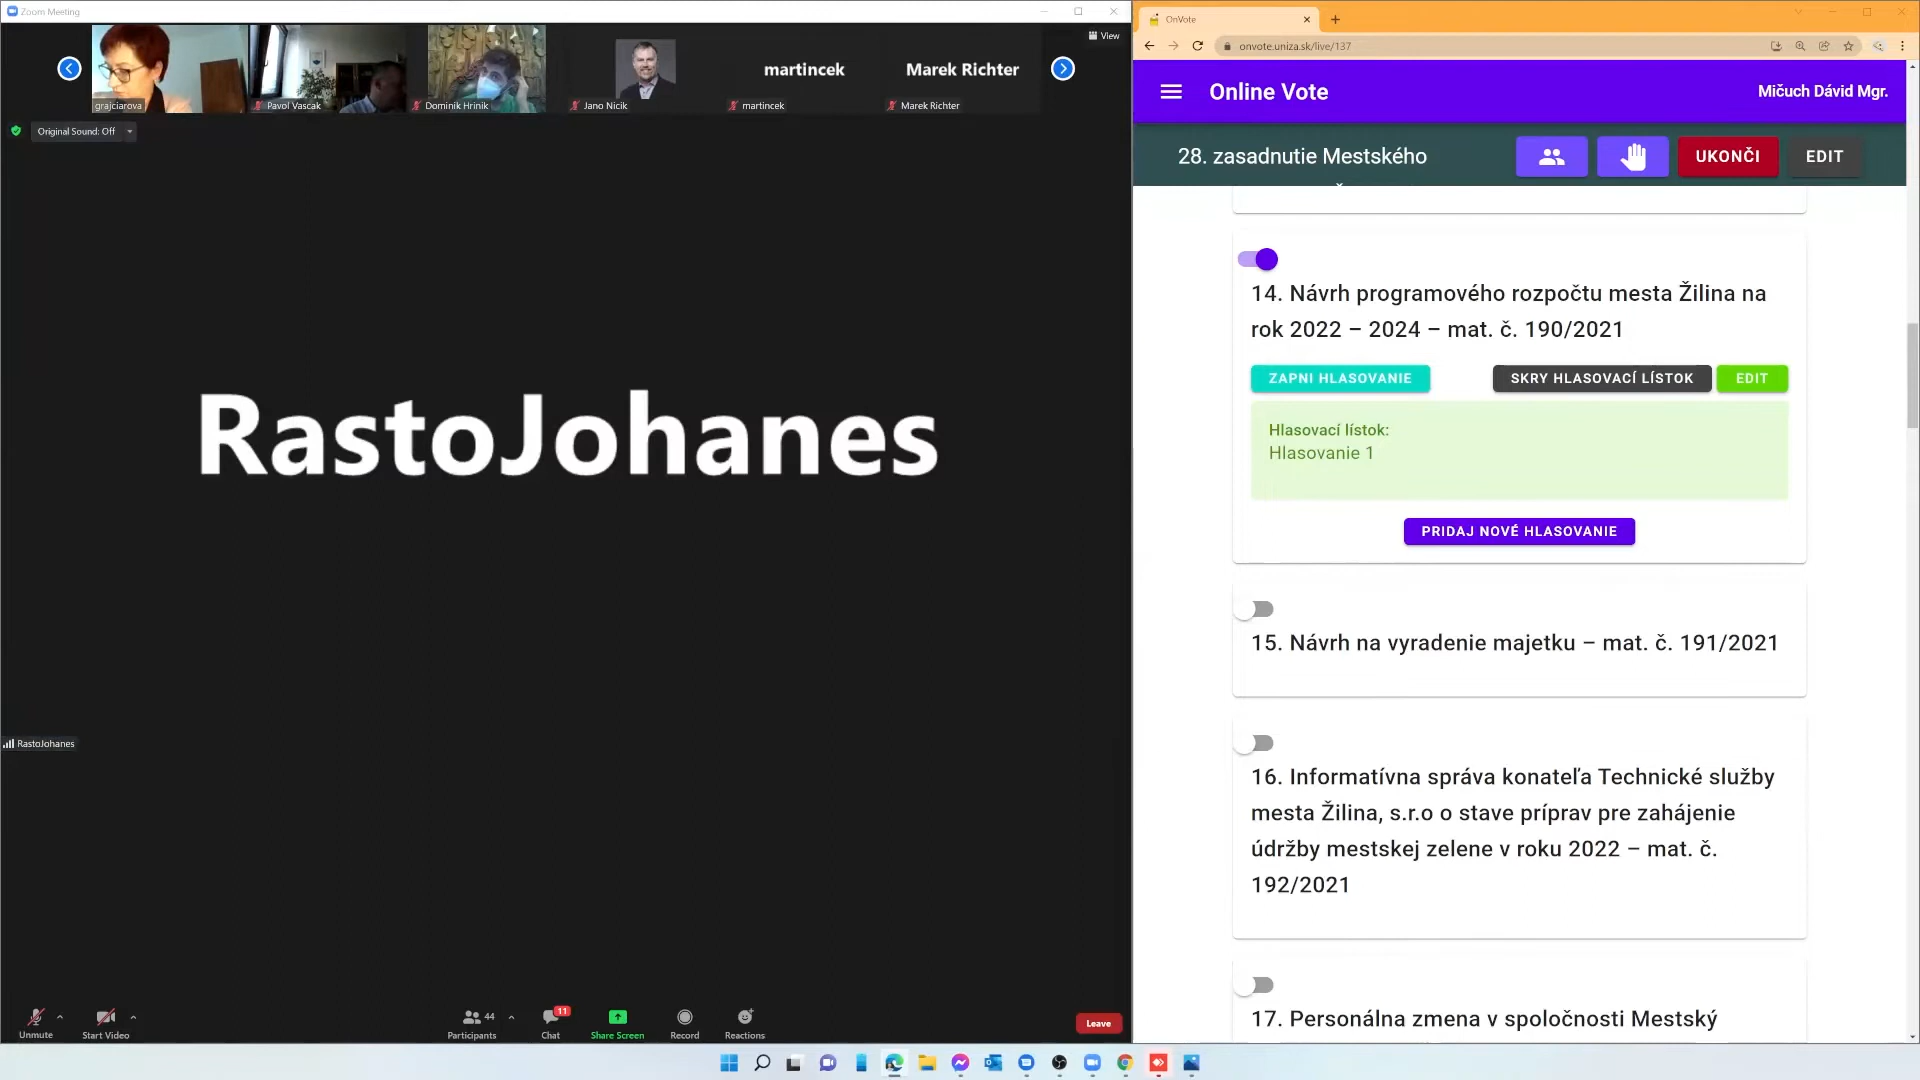 Zoom Meeting
View
grajciarova
Pavol Vascak
Dominik Hrinik
Jano Nicik
martincek
martincek
Marek Richter
Marek Richter
Original Sound: Off
RastoJohanes
RastoJohanes
Unmute
Start Video
44
Participants
11
Chat
Share Screen
Record
Reactions
Leave
OnVote
onvote.uniza.sk/live/137
Online Vote
Mičuch Dávid Mgr.
28. zasadnutie Mestského
UKONČI
EDIT
14. Návrh programového rozpočtu mesta Žilina na
rok 2022 – 2024 – mat. č. 190/2021
ZAPNI HLASOVANIE
SKRY HLASOVACÍ LÍSTOK
EDIT
Hlasovací lístok:
Hlasovanie 1
PRIDAJ NOVÉ HLASOVANIE
15. Návrh na vyradenie majetku – mat. č. 191/2021
16. Informatívna správa konateľa Technické služby
mesta Žilina, s.r.o o stave príprav pre zahájenie
údržby mestskej zelene v roku 2022 – mat. č.
192/2021
17. Personálna zmena v spoločnosti Mestský